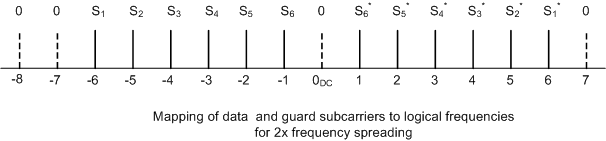 0 0 S₁ S₂ S₃ S₄ S₅ S₆ 0 S₆* S₅* S₄* S₃* S₂* S₁* 0
-8 -7 -6 -5 -4 -3 -2 -1 0DC 1 2 3 4 5 6 7
Mapping of data and guard subcarriers to logical frequencies
for 2x frequency spreading